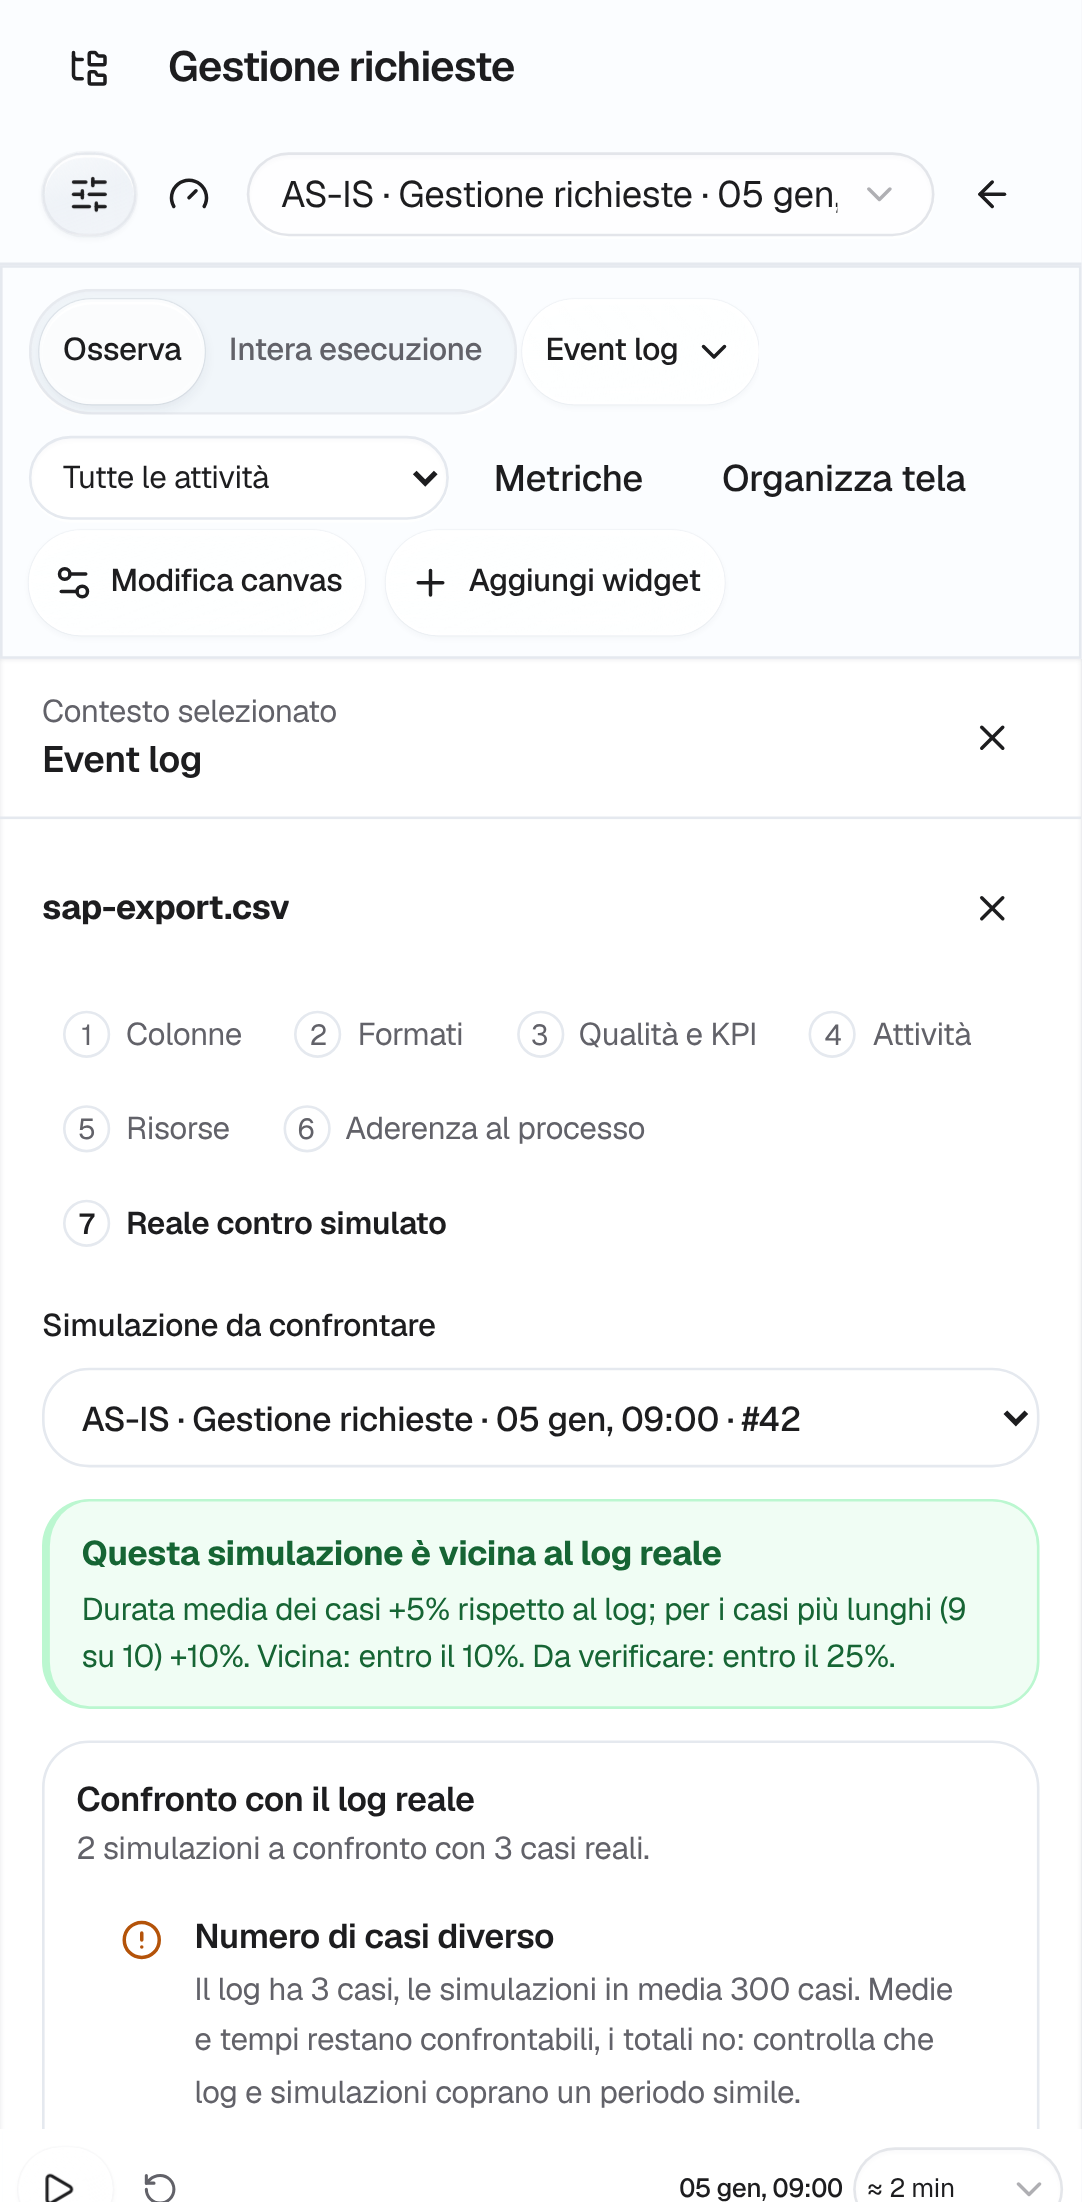 Gestione richieste
AS-IS · Gestione richieste · 05 gen,
Osserva
Intera esecuzione
Event log
Tutte le attività
Metriche
Organizza tela
Modifica canvas
Aggiungi widget
Contesto selezionato
Event log
sap-export.csv
1 Colonne
2 Formati
3 Qualità e KPI
4 Attività
5 Risorse
6 Aderenza al processo
7 Reale contro simulato
Simulazione da confrontare
AS-IS · Gestione richieste · 05 gen, 09:00 · #42
Questa simulazione è vicina al log reale
Durata media dei casi +5% rispetto al log; per i casi più lunghi (9
su 10) +10%. Vicina: entro il 10%. Da verificare: entro il 25%.
Confronto con il log reale
2 simulazioni a confronto con 3 casi reali.
Numero di casi diverso
Il log ha 3 casi, le simulazioni in media 300 casi. Medie
e tempi restano confrontabili, i totali no: controlla che
log e simulazioni coprano un periodo simile.
05 gen, 09:00
≈ 2 min